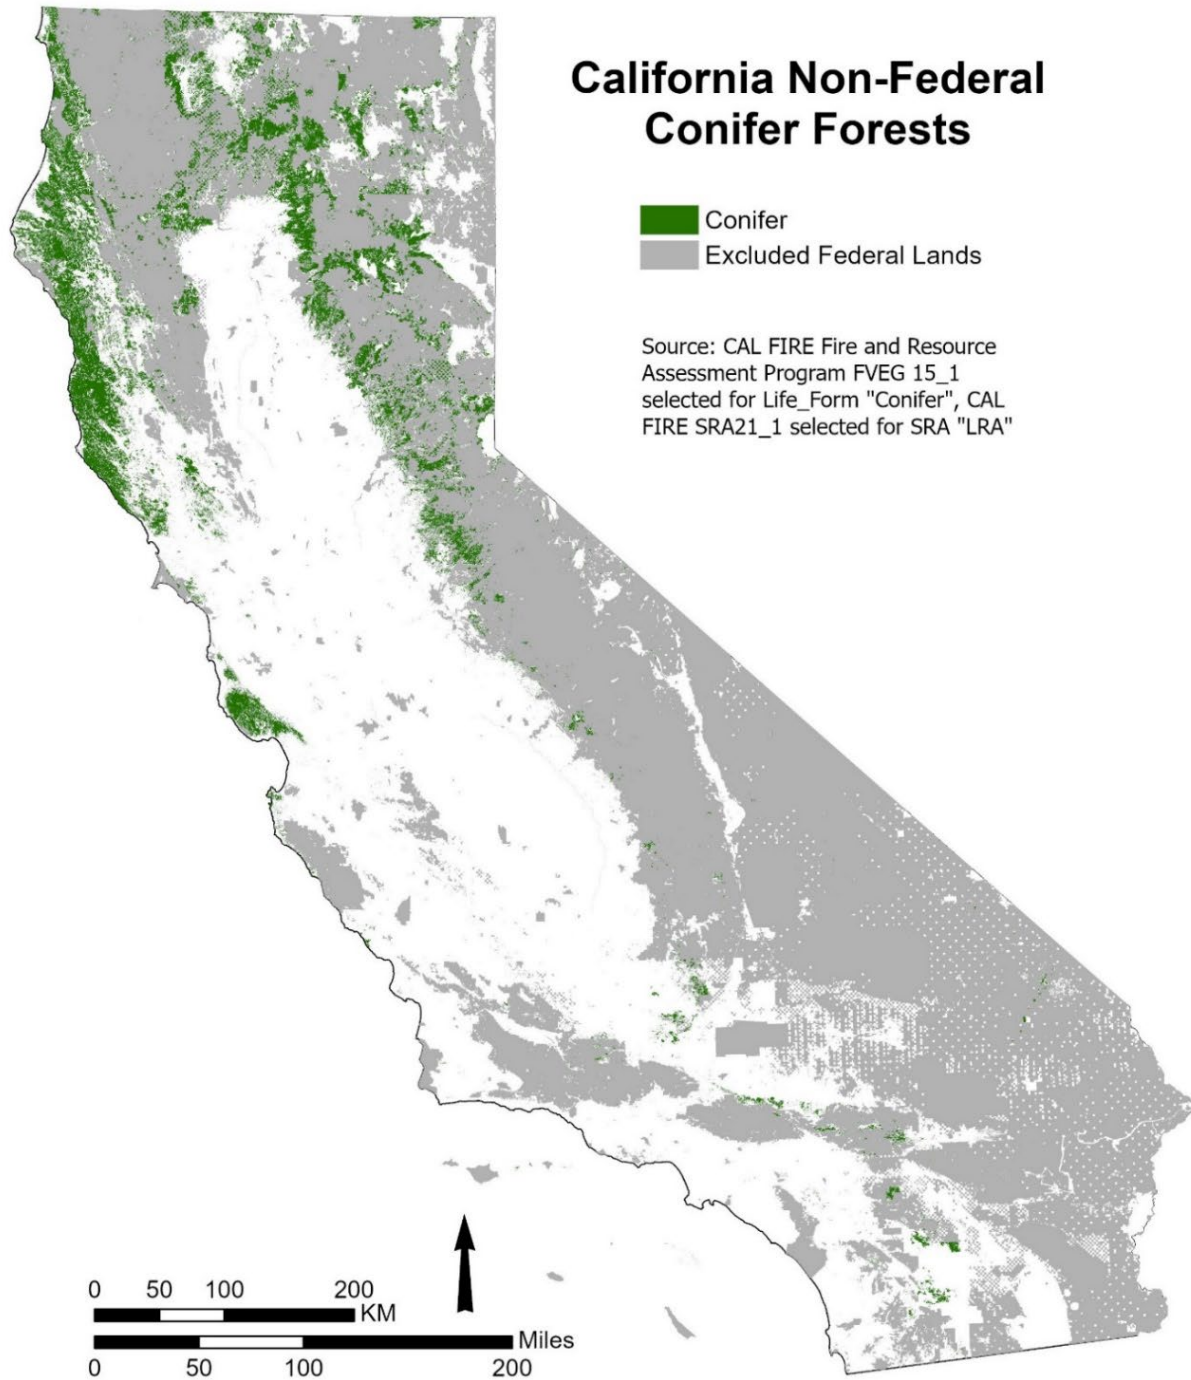 California Non-Federal
Conifer Forests
Conifer
Excluded Federal Lands
Source: CAL FIRE Fire and Resource
Assessment Program FVEG 15_1
selected for Life_Form "Conifer", CAL
FIRE SRA21_1 selected for SRA "LRA"
0 50 100 200
KM
Miles
0 50 100 200